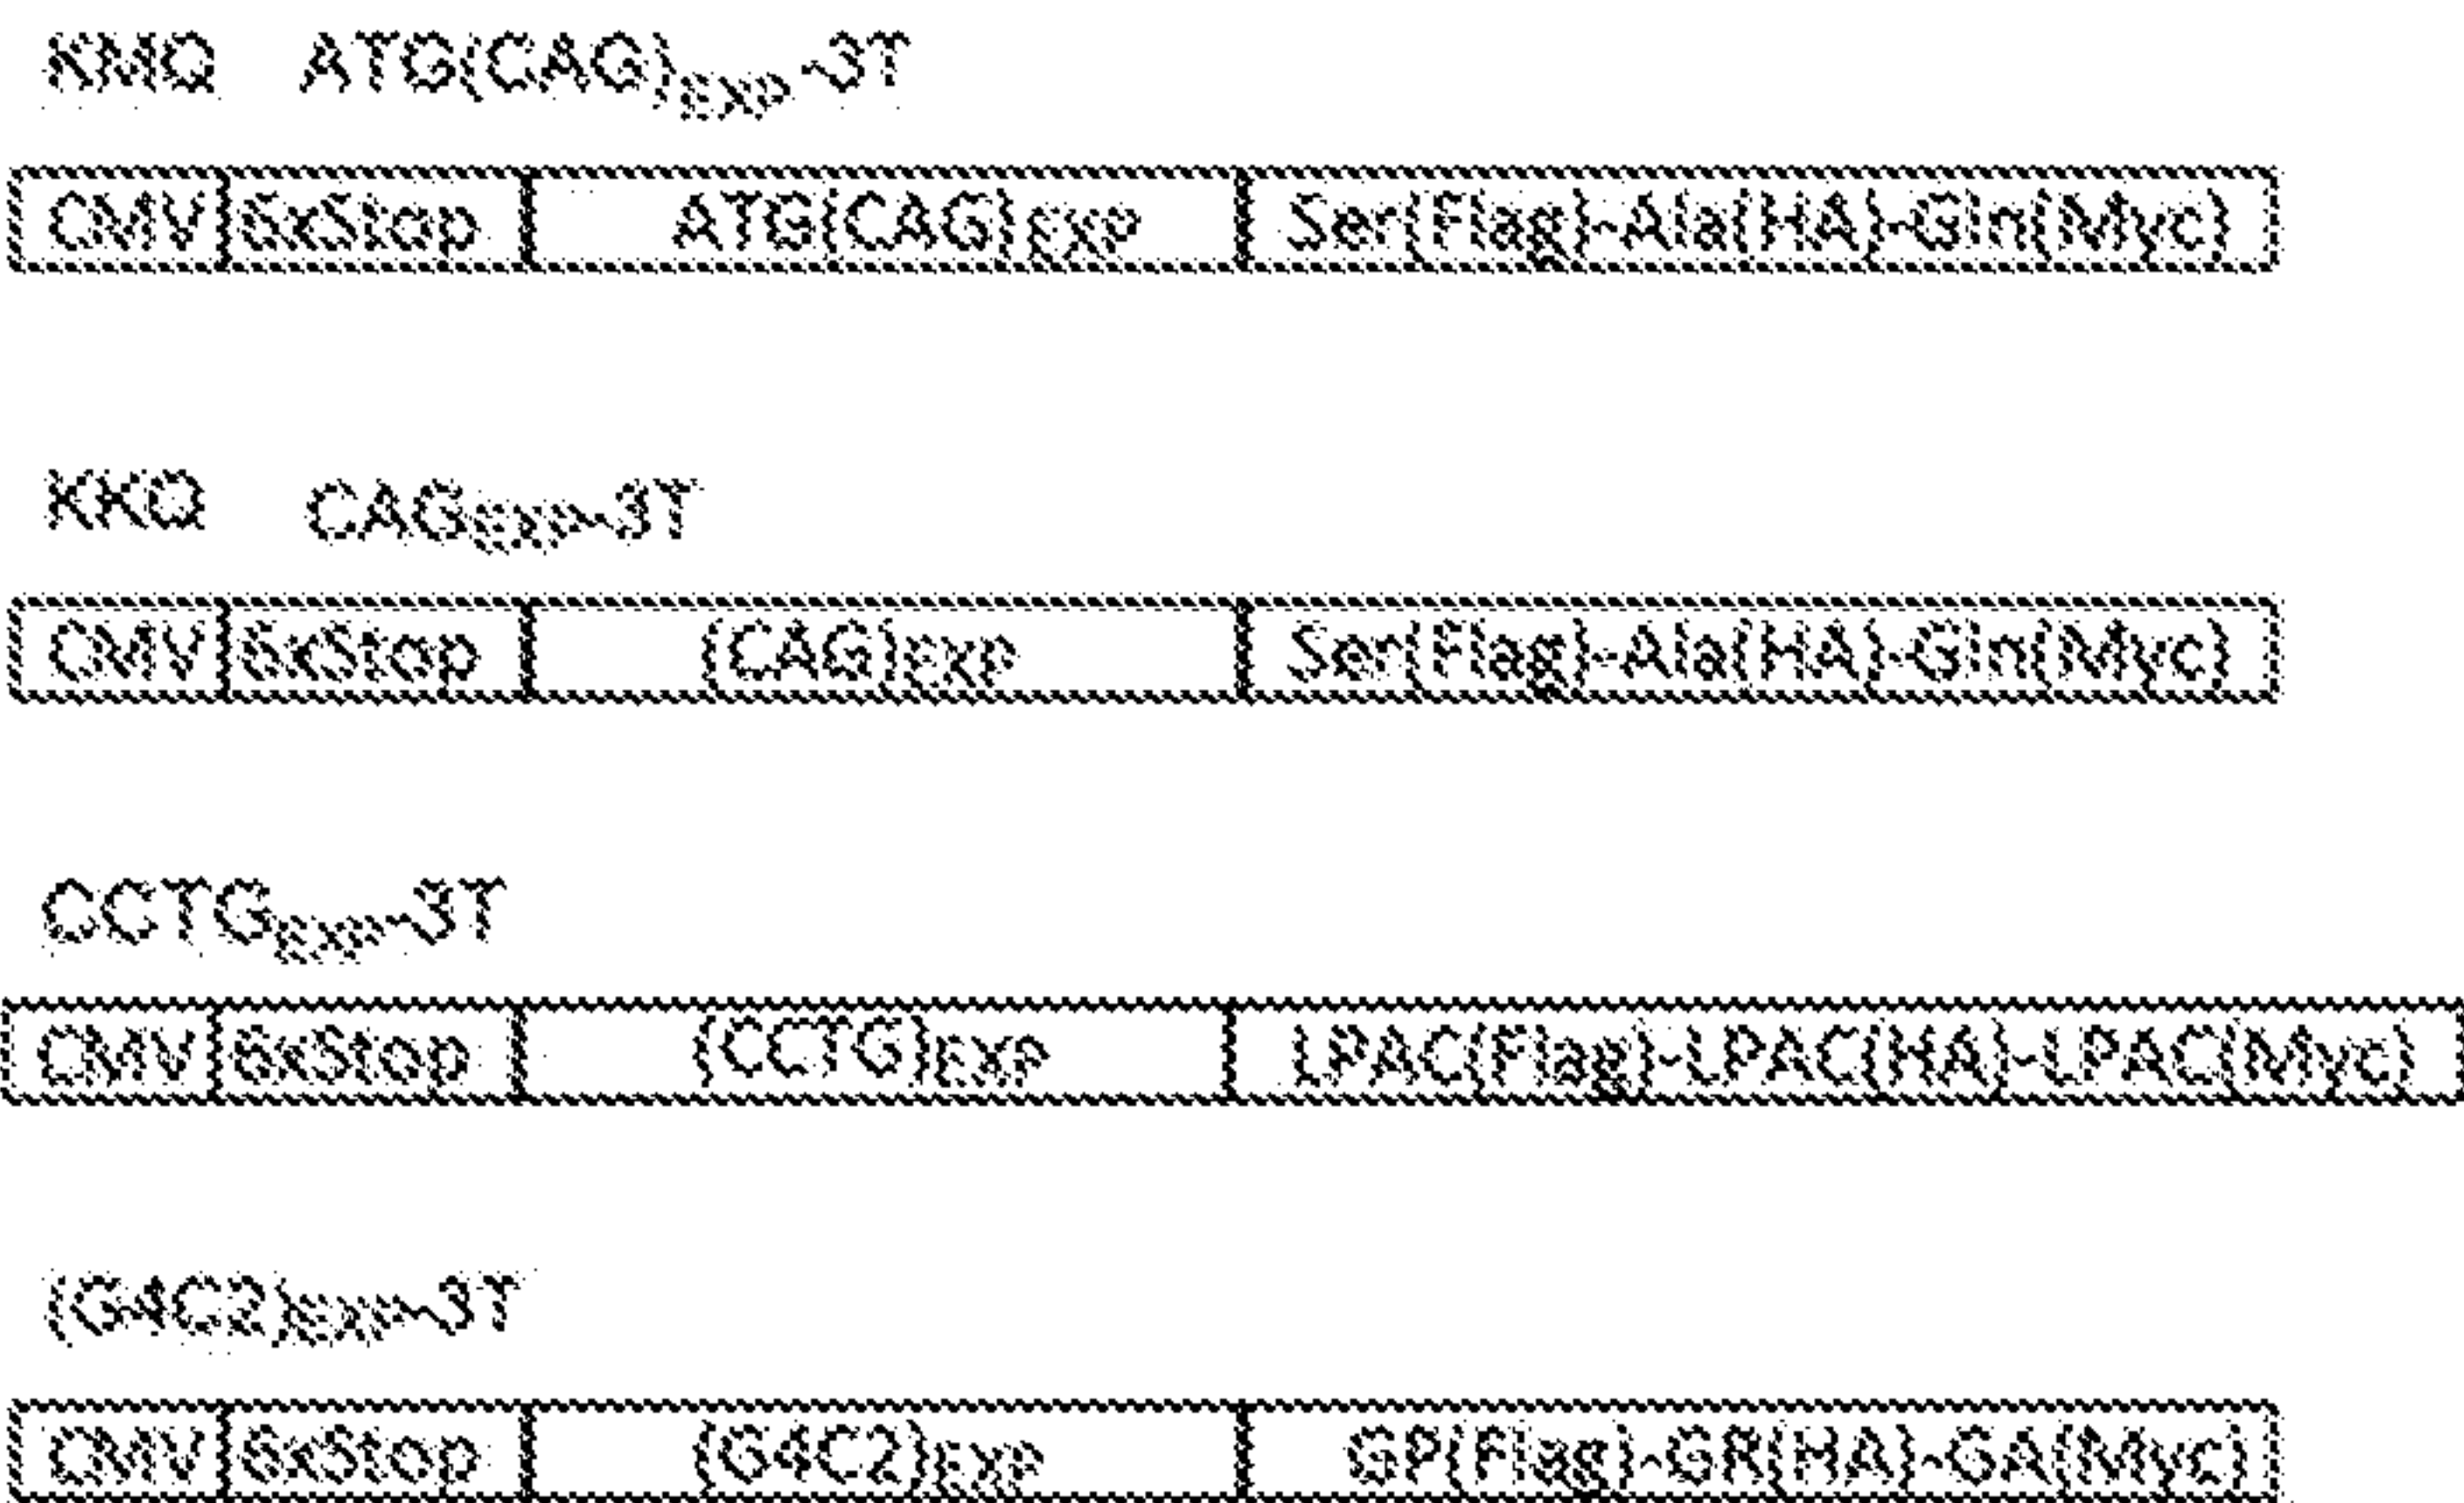 KMQ ATG(CAG)EXP-3T
CMV 6xStop ATG(CAG)EXP Ser(Flag)-Ala(HA)-Gln(Myc)
KKQ CAGEXP-3T
CMV 6xStop (CAG)EXP Ser(Flag)-Ala(HA)-Gln(Myc)
CCTGEXP-3T
CMV 6xStop (CCTG)EXP LPAC(Flag)-LPAC(HA)-LPAC(Myc)
(G4C2)EXP-3T
CMV 6xStop (G4C2)EXP GP(Flag)-GR(HA)-GA(Myc)